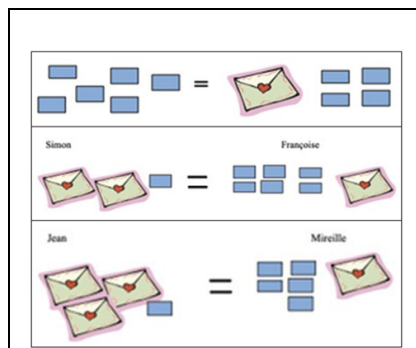 =
Simon
Françoise
=
Jean
Mireille
=